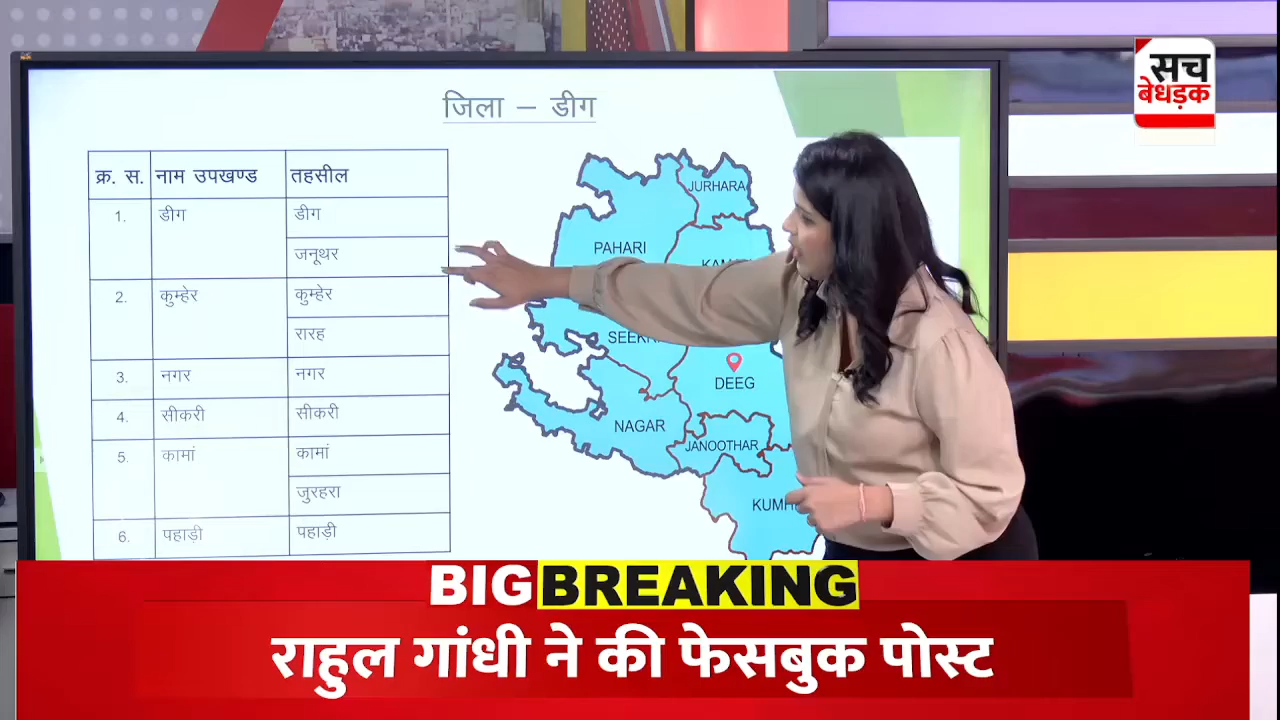 सच
बेधड़क
जिला – डीग
क्र. स. नाम उपखण्ड तहसील
1. डीग डीग
जनूथर
2. कुम्हेर कुम्हेर
रारह
3. नगर नगर
4. सीकरी सीकरी
5. कामां कामां
जुरहरा
6. पहाडी पहाड़ी
JURHARA
PAHARI
DEEG
NAGAR
JANOOTHAR
BIG BREAKING
राहुल गांधी ने की फेसबुक पोस्ट